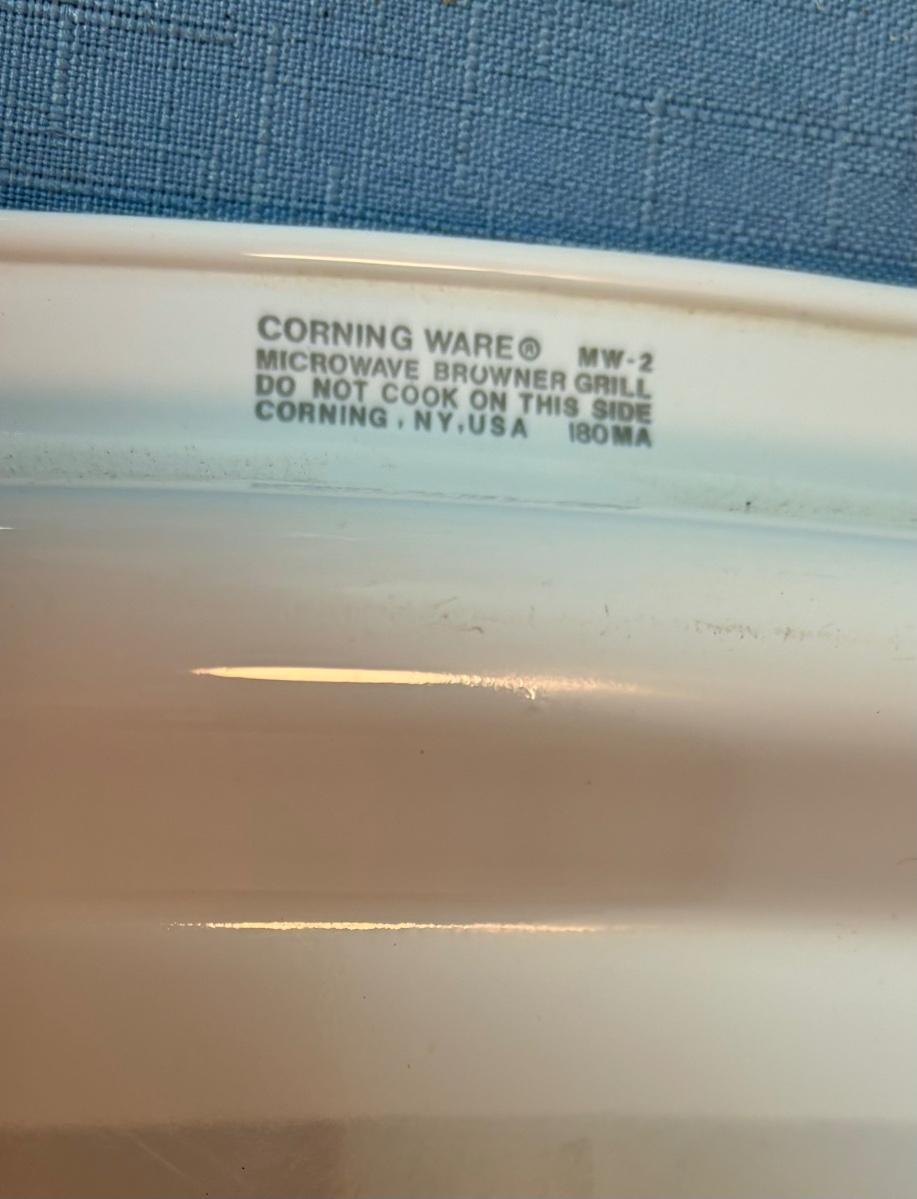 CORNING WARE® MW-2
MICROWAVE BROWNER GRILL
DO NOT COOK ON THIS SIDE
CORNING, NY, USA 180MA